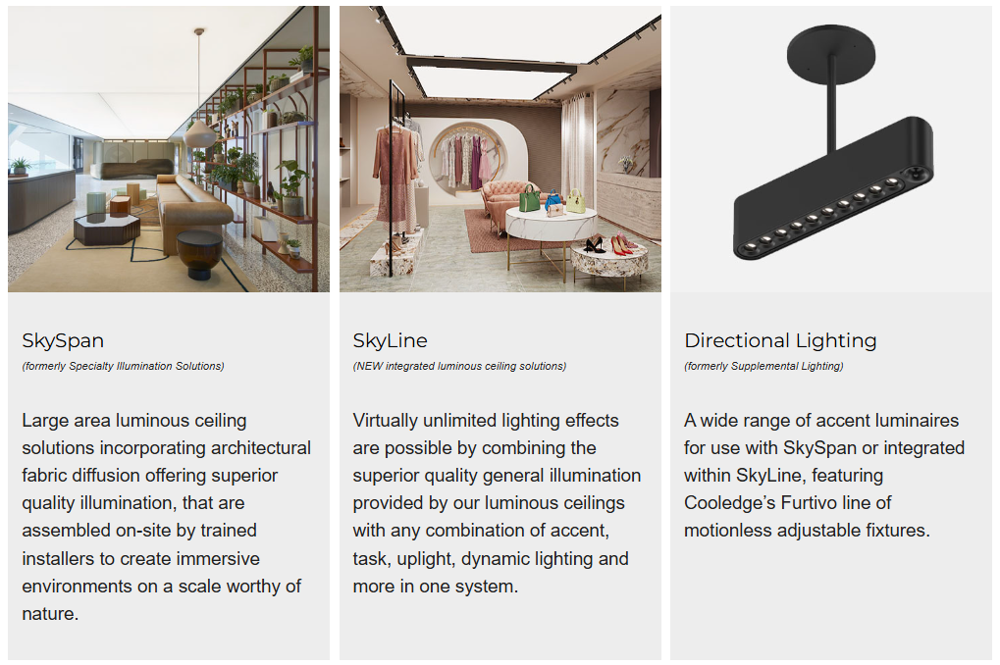 SkySpan
(formerly Specialty Illumination Solutions)
Large area luminous ceiling
solutions incorporating architectural
fabric diffusion offering superior
quality illumination, that are
assembled on-site by trained
installers to create immersive
environments on a scale worthy of
nature.
SkyLine
(NEW integrated luminous ceiling solutions)
Virtually unlimited lighting effects
are possible by combining the
superior quality general illumination
provided by our luminous ceilings
with any combination of accent,
task, uplight, dynamic lighting and
more in one system.
Directional Lighting
(formerly Supplemental Lighting)
A wide range of accent luminaires
for use with SkySpan or integrated
within SkyLine, featuring
Cooledge’s Furtivo line of
motionless adjustable fixtures.